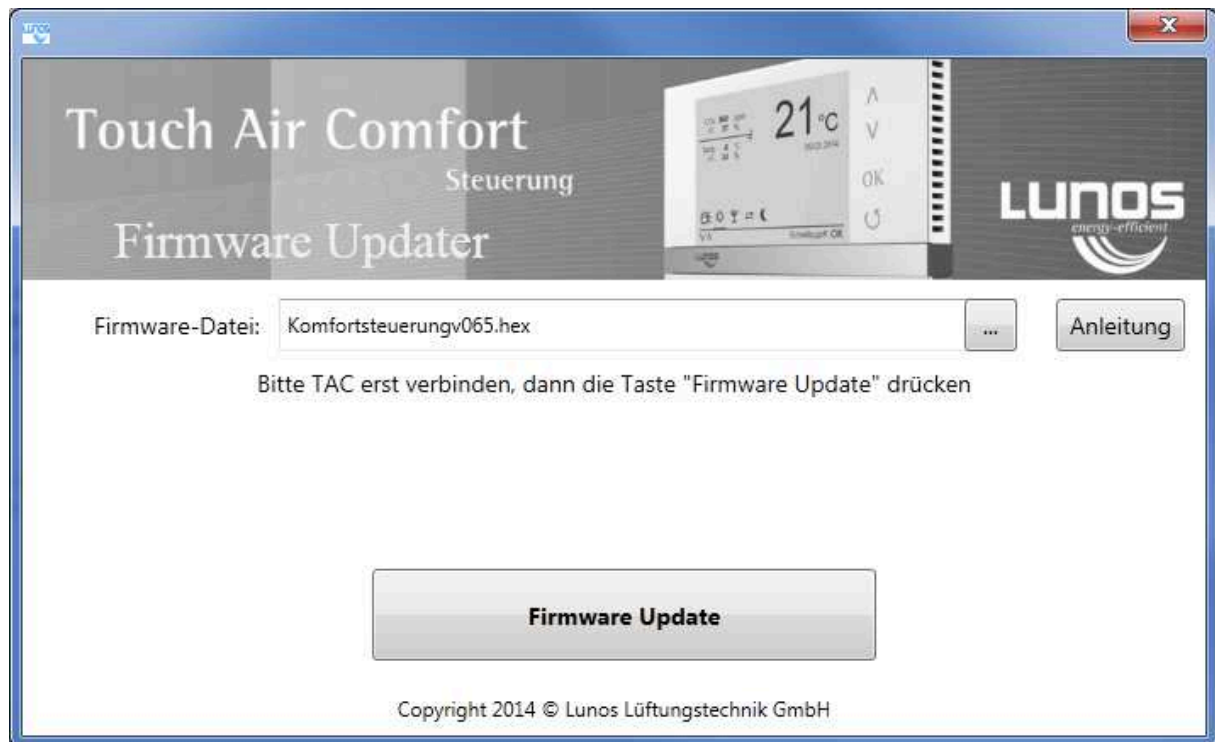 LUNOS
X
Touch Air Comfort
Steuerung
Firmware Updater
21°C
OK
LUNOS
energy-efficient
Firmware-Datei:
Komfortsteuerungv065.hex
...
Anleitung
Bitte TAC erst verbinden, dann die Taste "Firmware Update" drücken
Firmware Update
Copyright 2014 © Lunos Lüftungstechnik GmbH